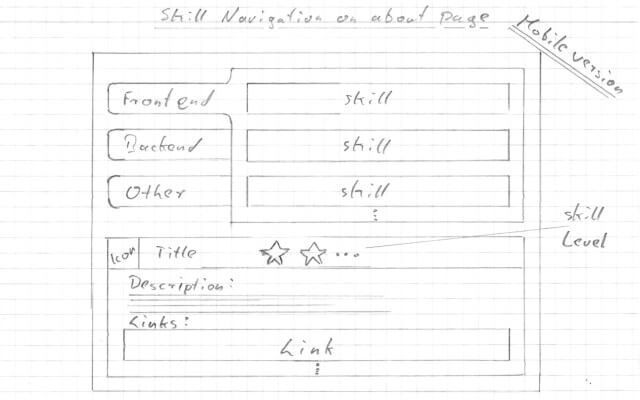 Skill Navigation on about page
Mobile version
Frontend
skill
Backend
skill
Other
skill
skill
Level
Icon
Title
...
Description:
Links:
Link